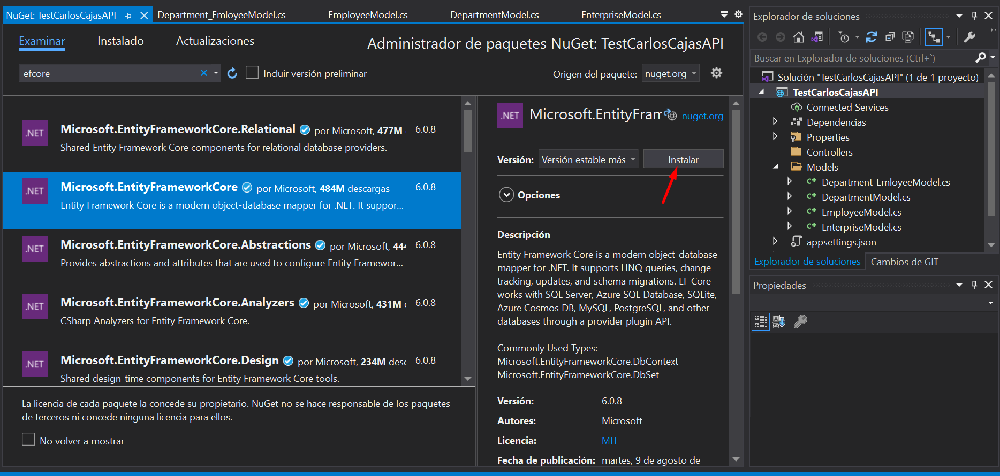 NuGet: TestCarlosCajasAPI
Department_EmloyeeModel.cs
EmployeeModel.cs
DepartmentModel.cs
EnterpriseModel.cs
Examinar
Instalado
Actualizaciones
Administrador de paquetes NuGet: TestCarlosCajasAPI
efcore
Incluir versión preliminar
Origen del paquete:
nuget.org
.NET
Microsoft.EntityFrameworkCore.Relational por Microsoft, 477M
6.0.8
Shared Entity Framework Core components for relational database providers.
.NET
Microsoft.EntityFrameworkCore por Microsoft, 484M descargas
6.0.8
Entity Framework Core is a modern object-database mapper for .NET. It suppor...
.NET
Microsoft.EntityFrameworkCore.Abstractions por Microsoft, 444
6.0.8
Provides abstractions and attributes that are used to configure Entity Framewor...
.NET
Microsoft.EntityFrameworkCore.Analyzers por Microsoft, 431M
6.0.8
CSharp Analyzers for Entity Framework Core.
.NET
Microsoft.EntityFrameworkCore.Design por Microsoft, 234M desc
6.0.8
Shared design-time components for Entity Framework Core tools.
La licencia de cada paquete la concede su propietario. NuGet no se hace responsable de los paquetes
de terceros ni concede ninguna licencia para ellos.
No volver a mostrar
.NET
Microsoft.EntityFram
nuget.org
Versión:
Versión estable más
Instalar
Opciones
Descripción
Entity Framework Core is a modern object-database
mapper for .NET. It supports LINQ queries, change
tracking, updates, and schema migrations. EF Core
works with SQL Server, Azure SQL Database, SQLite,
Azure Cosmos DB, MySQL, PostgreSQL, and other
databases through a provider plugin API.
Commonly Used Types:
Microsoft.EntityFrameworkCore.DbContext
Microsoft.EntityFrameworkCore.DbSet
Versión: 6.0.8
Autores: Microsoft
Licencia: MIT
Fecha de publicación: martes, 9 de agosto de
Explorador de soluciones
Buscar en Explorador de soluciones (Ctrl+`)
Solución "TestCarlosCajasAPI" (1 de 1 proyecto)
TestCarlosCajasAPI
Connected Services
Dependencias
Properties
Controllers
Models
C# Department_EmloyeeModel.cs
C# DepartmentModel.cs
C# EmployeeModel.cs
C# EnterpriseModel.cs
appsettings.json
Explorador de soluciones
Cambios de GIT
Propiedades